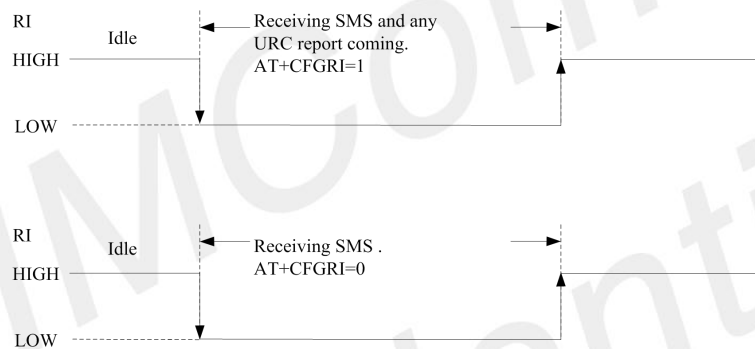 RI
Idle
Receiving SMS and any
URC report coming.
HIGH
AT+CFGRI=1
LOW
RI
Idle
Receiving SMS .
HIGH
AT+CFGRI=0
LOW